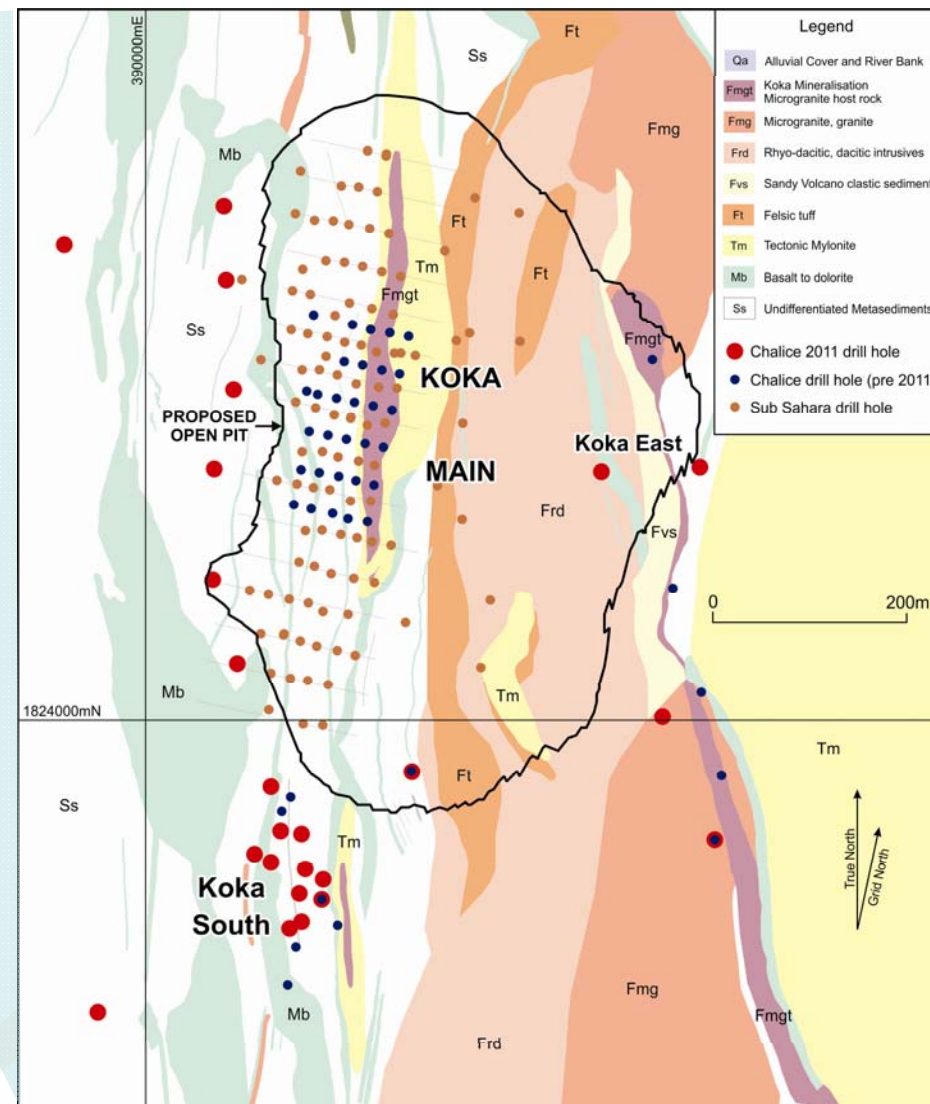 390000mE
Ft
Ss
Fmg
Mb
Ft
Tm
Ft
Fmgt
Ss
Fmgt
KOKA
PROPOSED
OPEN PIT
Koka East
MAIN
Frd
Fvs
0 200m
Tm
Mb
1824000mN
Tm
Ft
Ss
Tm
True North
Grid North
Koka
South
Fmg
Mb
Fmgt
Frd
Legend
Qa Alluvial Cover and River Bank
Fmgt Koka Mineralisation
Microgranite host rock
Fmg Microgranite, granite
Frd Rhyo-dacitic, dacitic intrusives
Fvs Sandy Volcano clastic sediment
Ft Felsic tuff
Tm Tectonic Mylonite
Mb Basalt to dolorite
Ss Undifferentiated Metasediments
Chalice 2011 drill hole
Chalice drill hole (pre 2011
Sub Sahara drill hole